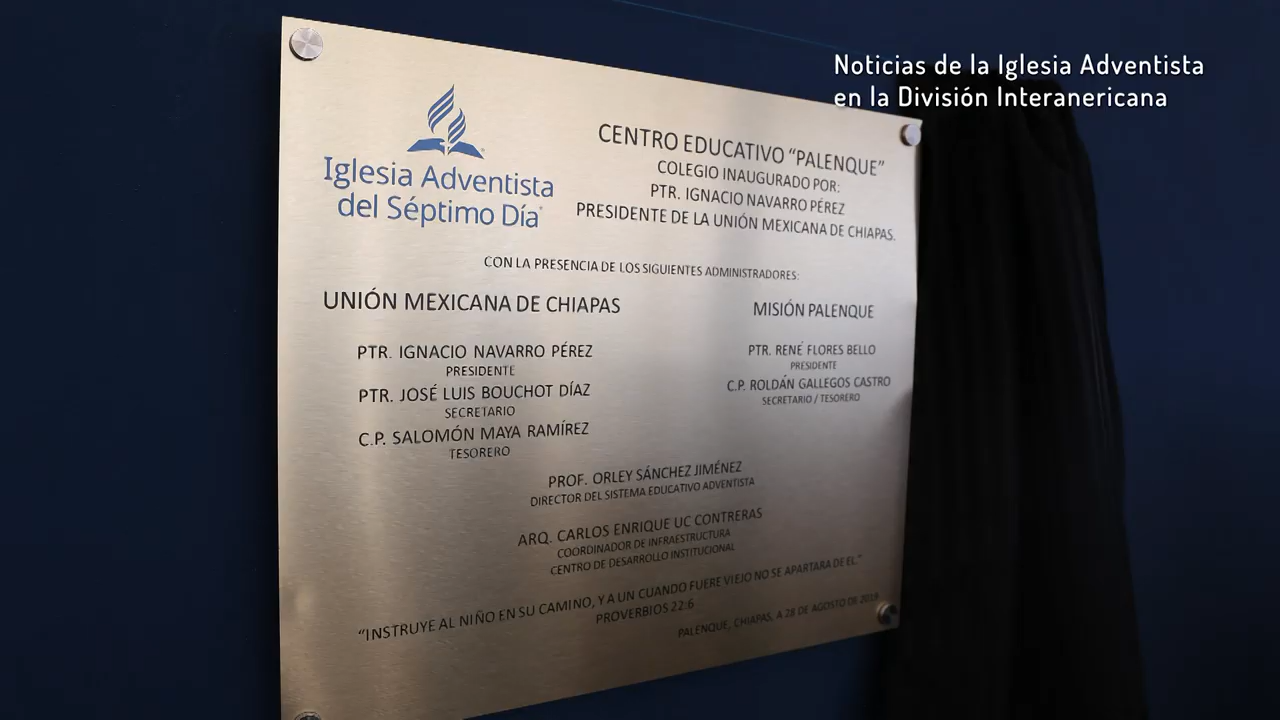 Noticias de la Iglesia Adventista
en la División Interanericana
Iglesia Adventista
del Séptimo Día
CENTRO EDUCATIVO “PALENQUE”
COLEGIO INAUGURADO POR:
PTR. IGNACIO NAVARRO PÉREZ
PRESIDENTE DE LA UNIÓN MEXICANA DE CHIAPAS.
CON LA PRESENCIA DE LOS SIGUIENTES ADMINISTRADORES:
UNIÓN MEXICANA DE CHIAPAS
PTR. IGNACIO NAVARRO PÉREZ
PRESIDENTE
PTR. JOSÉ LUIS BOUCHOT DÍAZ
SECRETARIO
C.P. SALOMÓN MAYA RAMÍREZ
TESORERO
MISIÓN PALENQUE
PTR. RENÉ FLORES BELLO
PRESIDENTE
C.P. ROLDÁN GALLEGOS CASTRO
SECRETARIO / TESORERO
PROF. ORLEY SÁNCHEZ JIMÉNEZ
DIRECTOR DEL SISTEMA EDUCATIVO ADVENTISTA
ARQ. CARLOS ENRIQUE UC CONTRERAS
COORDINADOR DE INFRAESTRUCTURA
CENTRO DE DESARROLLO INSTITUCIONAL
“INSTRUYE AL NIÑO EN SU CAMINO, Y A UN CUANDO FUERE VIEJO NO SE APARTARA DE EL.”
PROVERBIOS 22:6
PALENQUE, CHIAPAS, A 28 DE AGOSTO DE